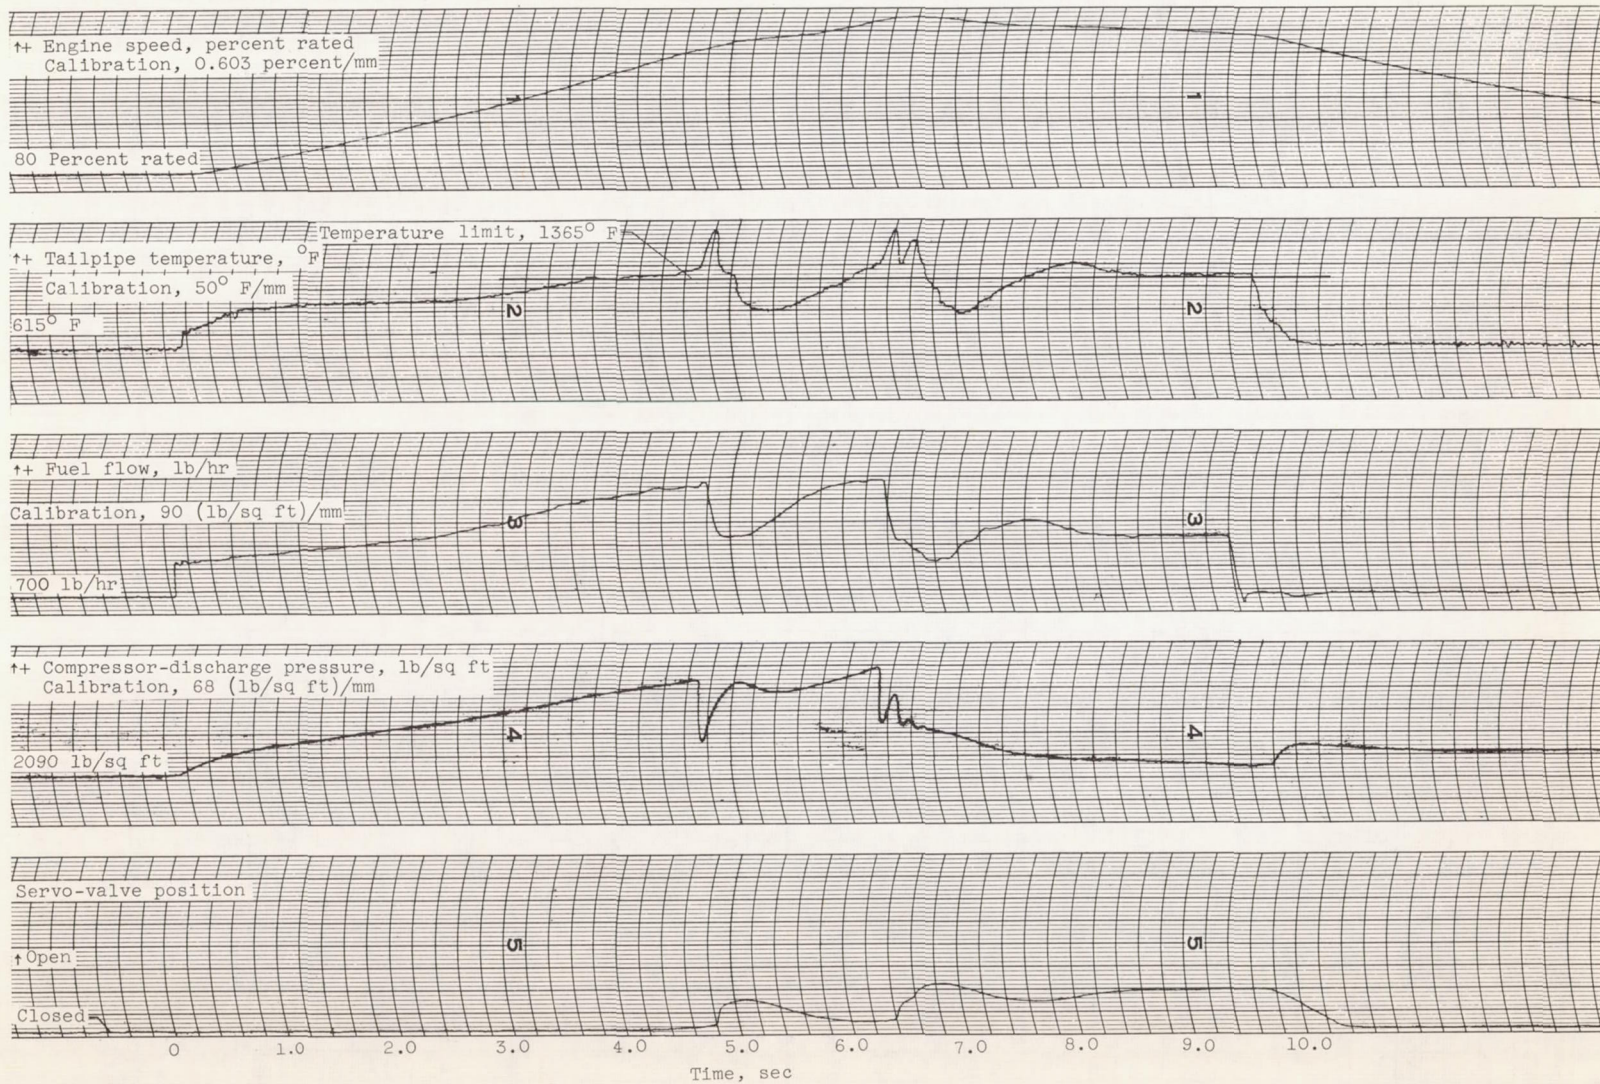 ↑+ Engine speed, percent rated
Calibration, 0.603 percent/mm
1
1
80 Percent rated
Temperature limit, 1365° F
↑+ Tailpipe temperature, °F
Calibration, 50° F/mm
2
2
615° F
↑+ Fuel flow, lb/hr
Calibration, 90 (lb/sq ft)/mm
3
3
700 lb/hr
↑+ Compressor-discharge pressure, lb/sq ft
Calibration, 68 (lb/sq ft)/mm
4
4
2090 lb/sq ft
Servo-valve position
5
5
↑ Open
Closed
0 1.0 2.0 3.0 4.0 5.0 6.0 7.0 8.0 9.0 10.0
Time, sec